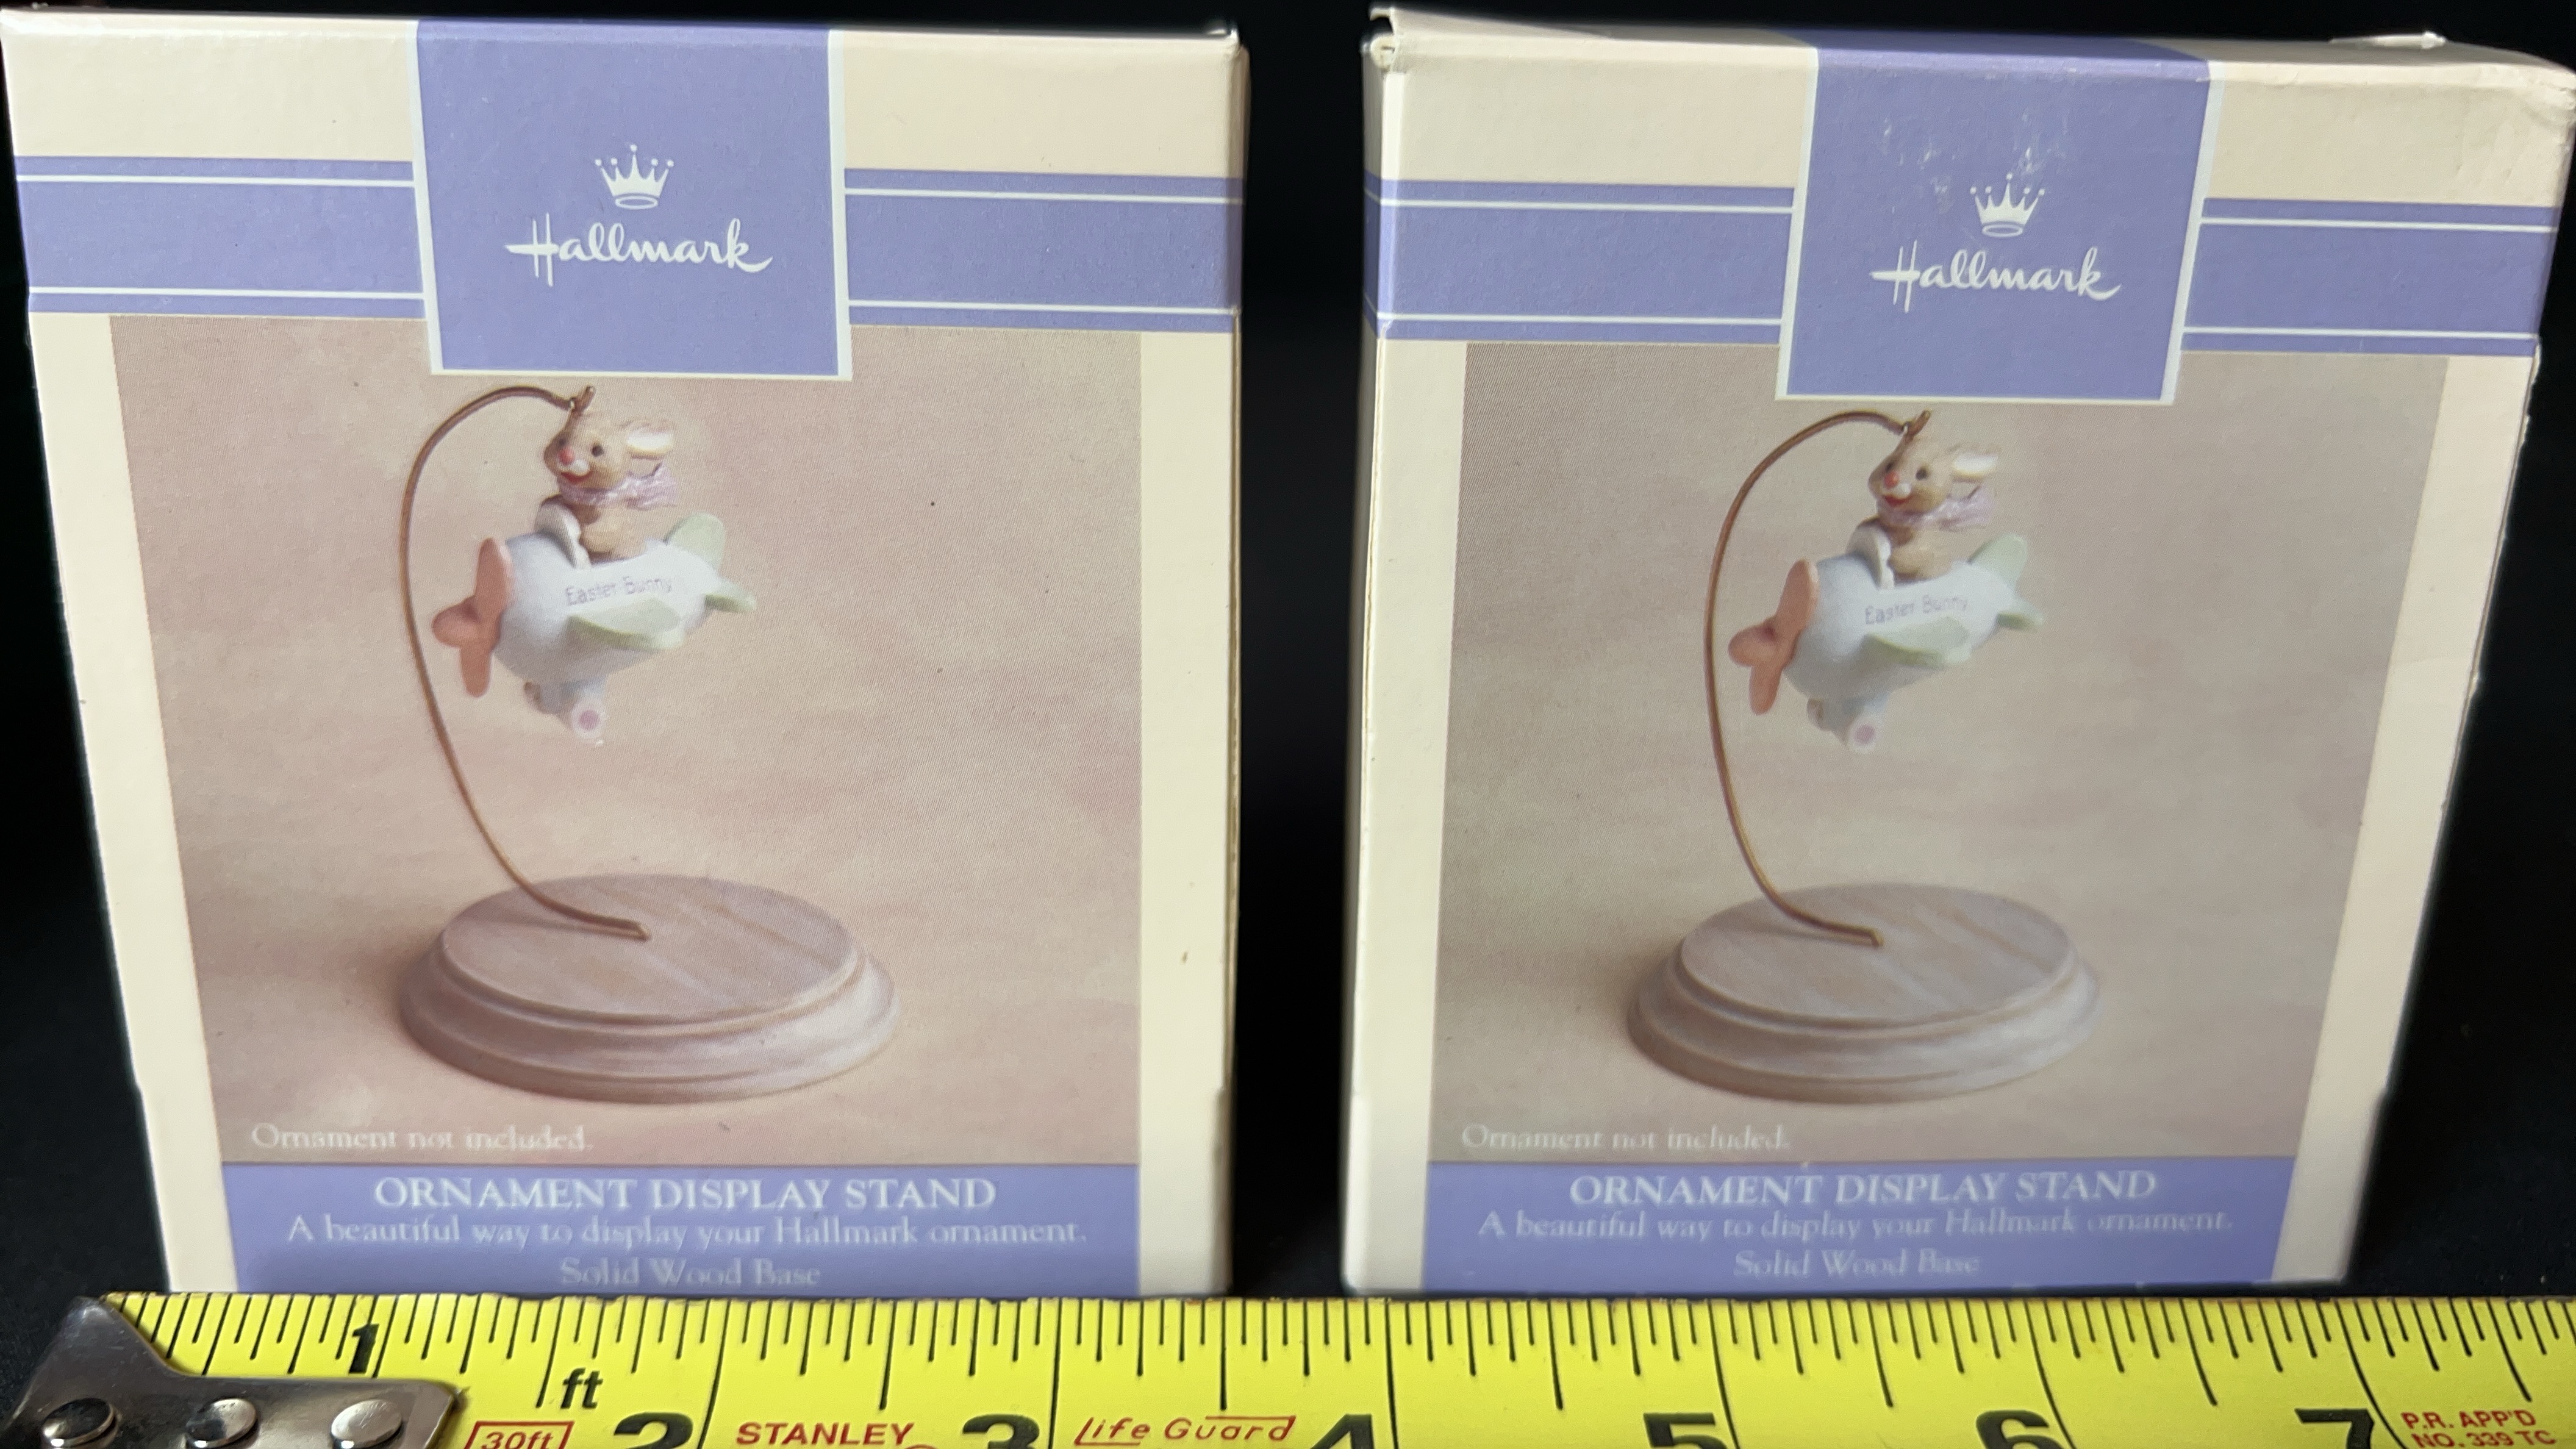 Hallmark
Easter Bunny
Ornament not included.
ORNAMENT DISPLAY STAND
A beautiful way to display your Hallmark ornament.
Solid Wood Base
Hallmark
Easter Bunny
Ornament not included.
ORNAMENT DISPLAY STAND
A beautiful way to display your Hallmark ornament.
Solid Wood Base
1 ft 2 3 4 5 6 7
30ft STANLEY Life Guard P.R. APP'D
NO. 339 TC